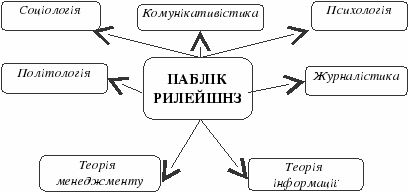 Соціологія
Комунікативістика
Психологія
Політологія
ПАБЛІК
РИЛЕЙШНЗ
Журналістика
Теорія
менеджменту
Теорія
інформації